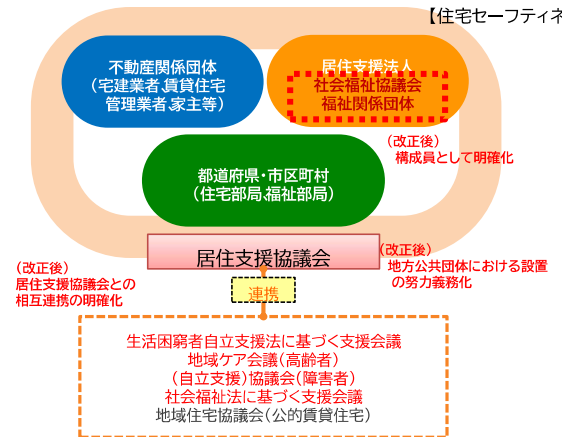 【住宅セーフティネ
不動産関係団体
（宅建業者、賃貸住宅
管理業者、家主等）
居住支援法人
社会福祉協議会
福祉関係団体
（改正後）
構成員として明確化
都道府県・市区町村
（住宅部局、福祉部局）
居住支援協議会
（改正後）
地方公共団体における設置
の努力義務化
（改正後）
居住支援協議会との
相互連携の明確化
連携
生活困窮者自立支援法に基づく支援会議
地域ケア会議（高齢者）
（自立支援）協議会（障害者）
社会福祉法に基づく支援会議
地域住宅協議会（公的賃貸住宅）